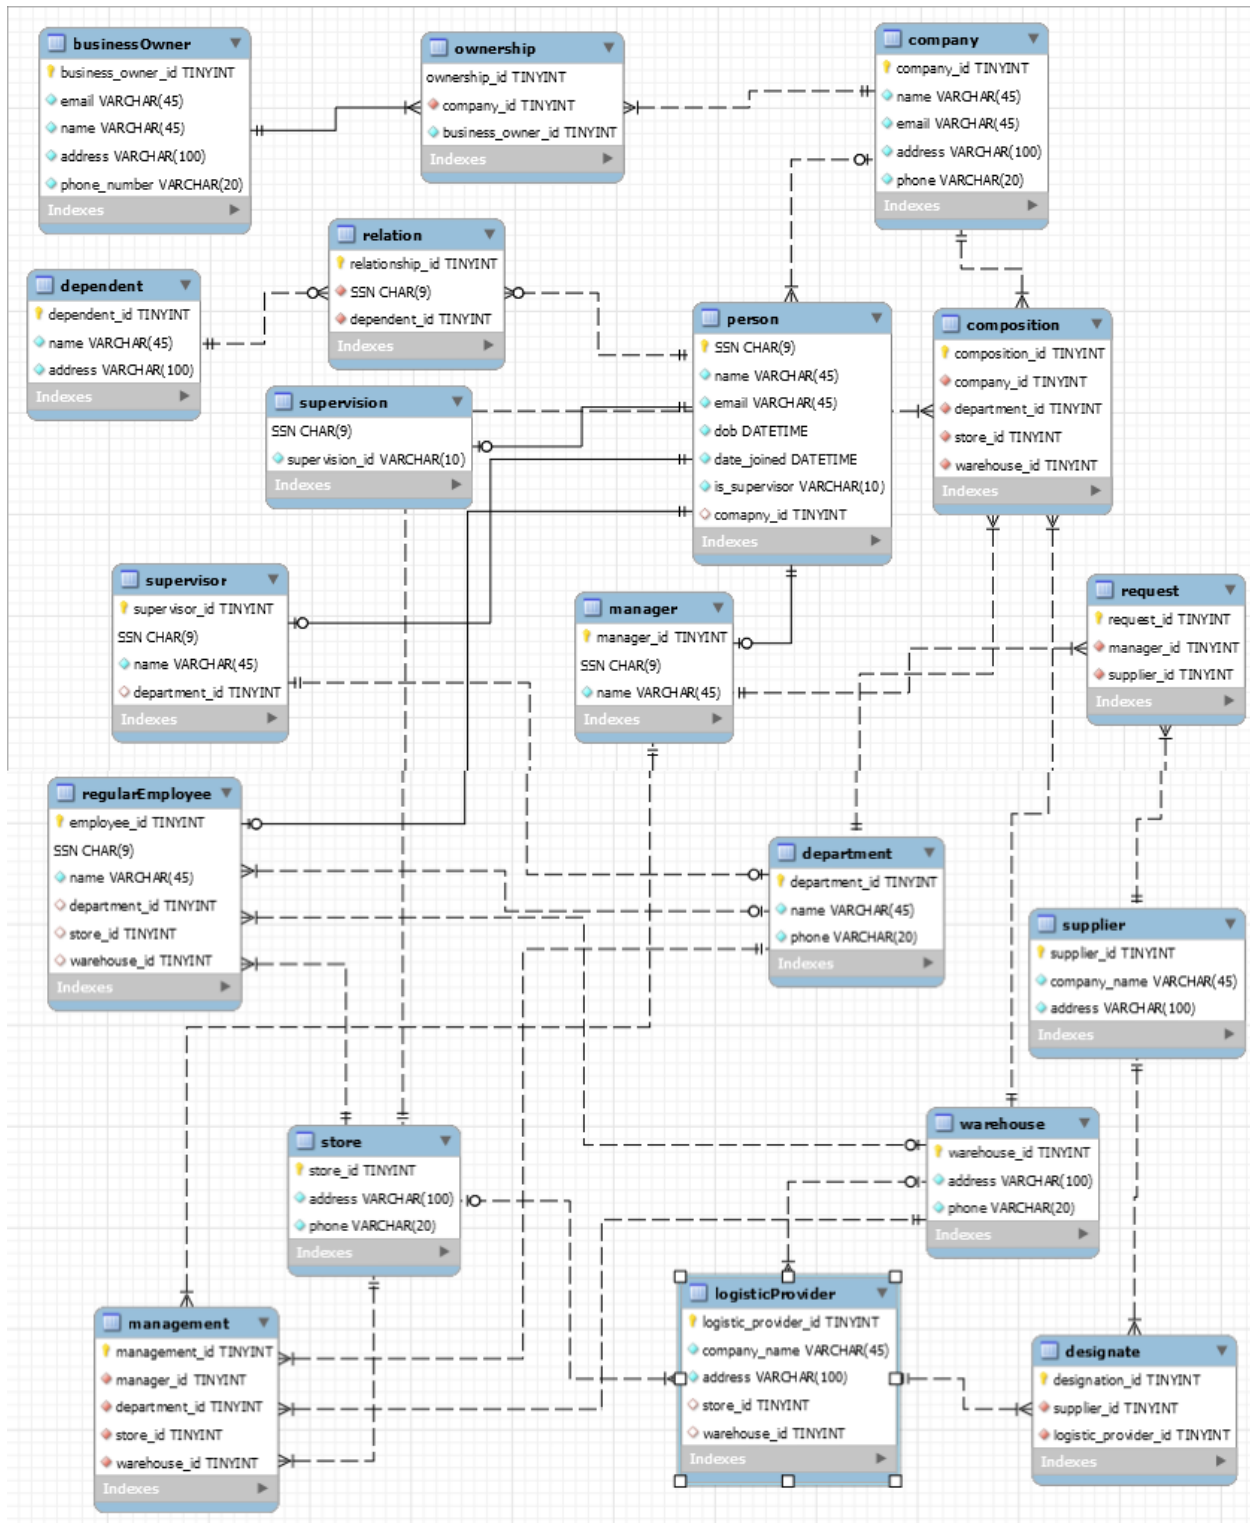 businessOwner
business_owner_id TINYINT
email VARCHAR(45)
name VARCHAR(45)
address VARCHAR(100)
phone_number VARCHAR(20)
Indexes
ownership
ownership_id TINYINT
company_id TINYINT
business_owner_id TINYINT
Indexes
company
company_id TINYINT
name VARCHAR(45)
email VARCHAR(45)
address VARCHAR(100)
phone VARCHAR(20)
Indexes
relation
relationship_id TINYINT
SSN CHAR(9)
dependent_id TINYINT
Indexes
dependent
dependent_id TINYINT
name VARCHAR(45)
address VARCHAR(100)
Indexes
person
SSN CHAR(9)
name VARCHAR(45)
email VARCHAR(45)
dob DATETIME
date_joined DATETIME
is_supervisor VARCHAR(10)
comapny_id TINYINT
Indexes
composition
composition_id TINYINT
company_id TINYINT
department_id TINYINT
store_id TINYINT
warehouse_id TINYINT
Indexes
supervision
SSN CHAR(9)
supervision_id VARCHAR(10)
Indexes
supervisor
supervisor_id TINYINT
SSN CHAR(9)
name VARCHAR(45)
department_id TINYINT
Indexes
manager
manager_id TINYINT
SSN CHAR(9)
name VARCHAR(45)
Indexes
request
request_id TINYINT
manager_id TINYINT
supplier_id TINYINT
Indexes
regularEmployee
employee_id TINYINT
SSN CHAR(9)
name VARCHAR(45)
department_id TINYINT
store_id TINYINT
warehouse_id TINYINT
Indexes
department
department_id TINYINT
name VARCHAR(45)
phone VARCHAR(20)
Indexes
supplier
supplier_id TINYINT
company_name VARCHAR(45)
address VARCHAR(100)
Indexes
store
store_id TINYINT
address VARCHAR(100)
phone VARCHAR(20)
Indexes
warehouse
warehouse_id TINYINT
address VARCHAR(100)
phone VARCHAR(20)
Indexes
management
management_id TINYINT
manager_id TINYINT
department_id TINYINT
store_id TINYINT
warehouse_id TINYINT
Indexes
logisticProvider
logistic_provider_id TINYINT
company_name VARCHAR(45)
address VARCHAR(100)
store_id TINYINT
warehouse_id TINYINT
Indexes
designate
designation_id TINYINT
supplier_id TINYINT
logistic_provider_id TINYINT
Indexes